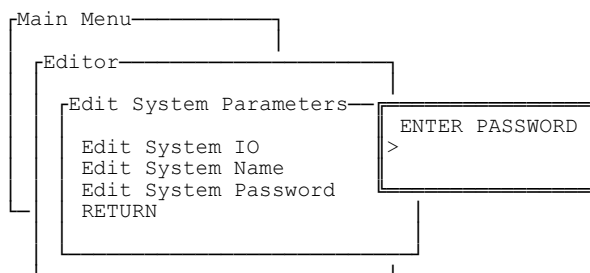 Main Menu
Editor
Edit System Parameters
ENTER PASSWORD
>
Edit System IO
Edit System Name
Edit System Password
RETURN